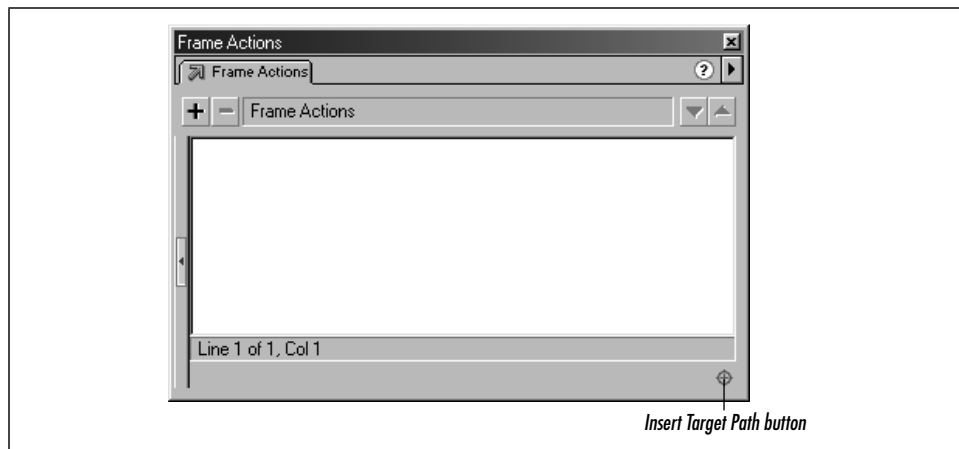 Frame Actions
Frame Actions
Frame Actions
Line 1 of 1, Col 1
Insert Target Path button